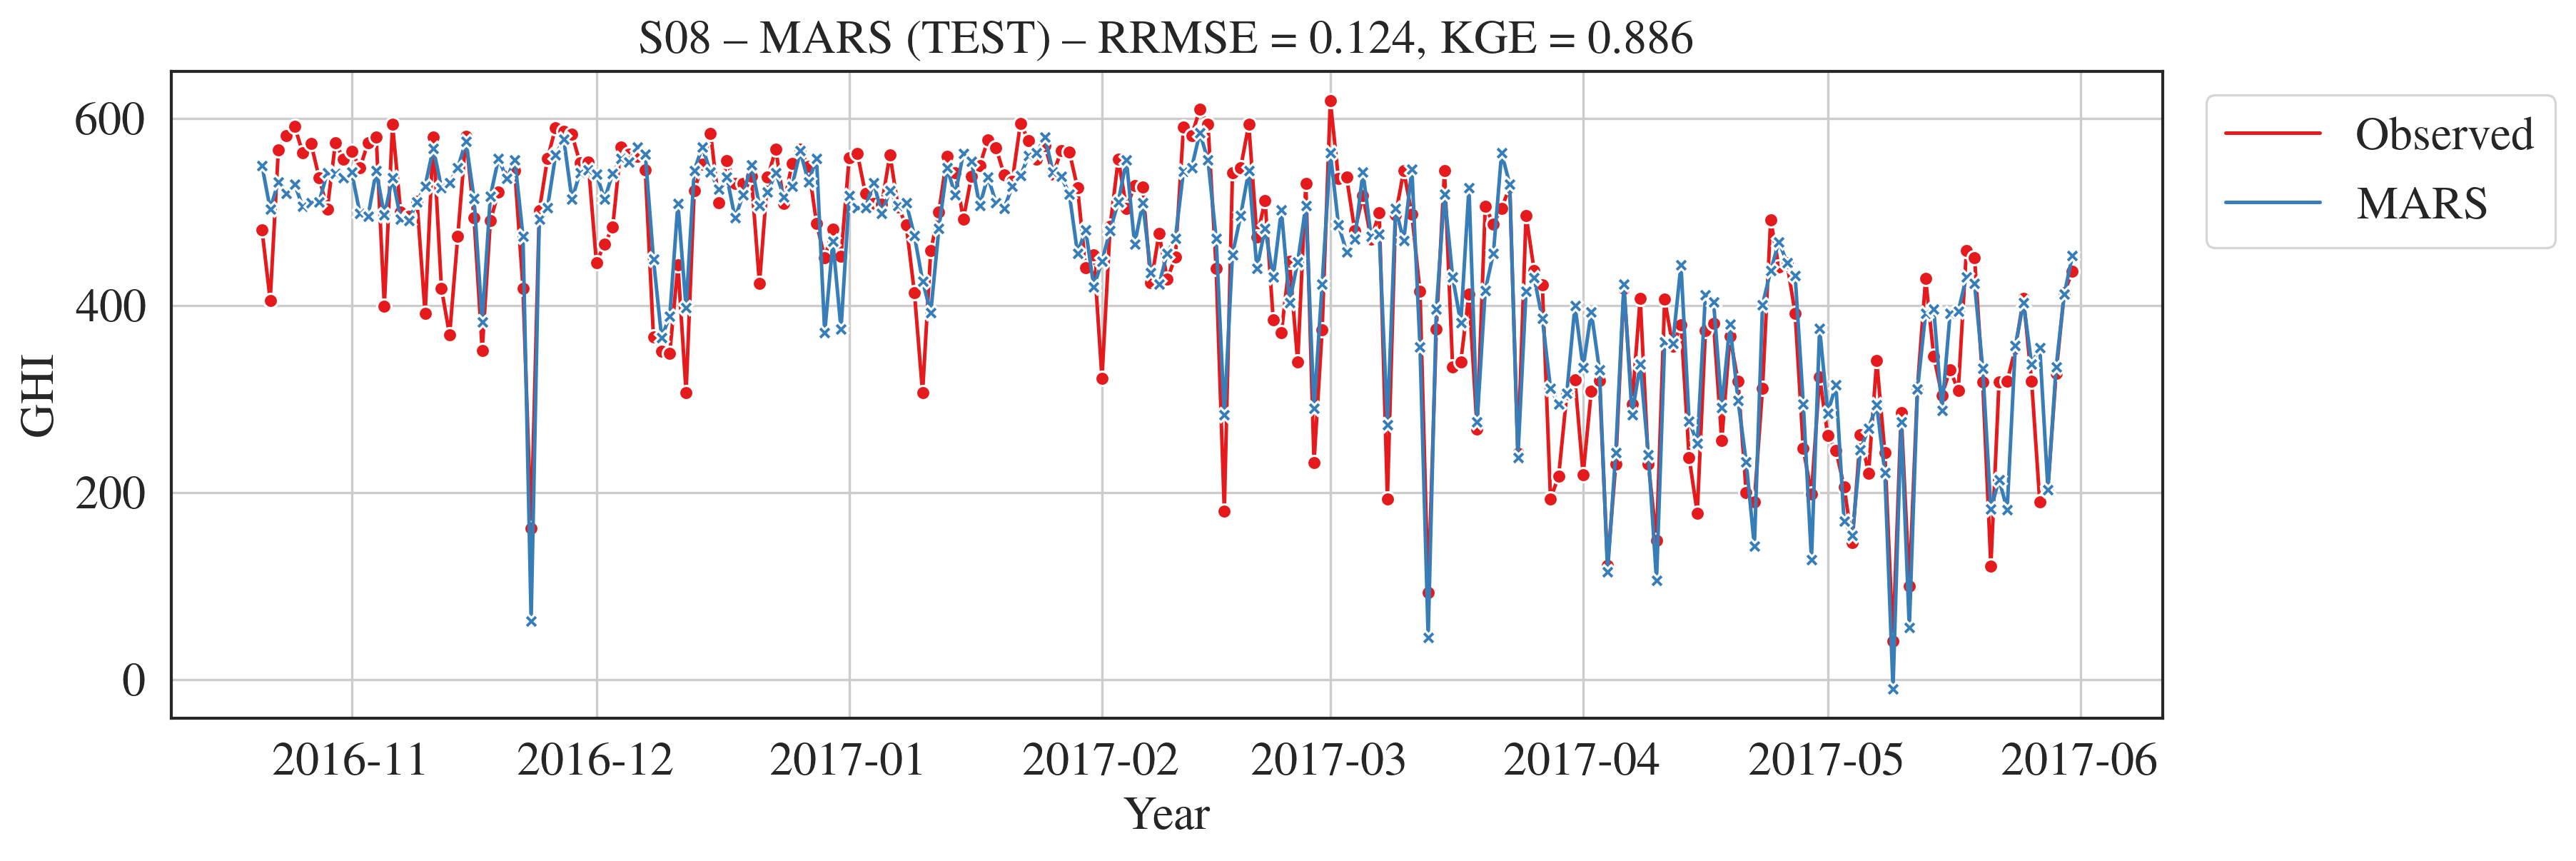 S08 – MARS (TEST) – RRMSE = 0.124, KGE = 0.886
Observed
MARS
GHI
600
400
200
0
2016-11 2016-12 2017-01 2017-02 2017-03 2017-04 2017-05 2017-06
Year